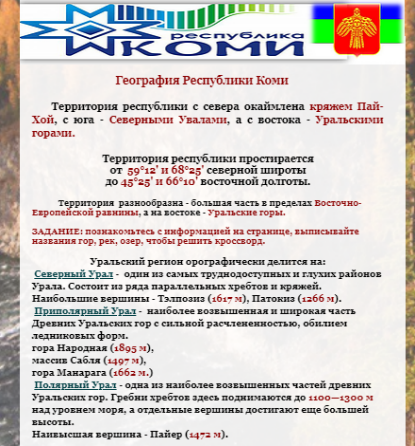 республика
КОМИ
География Республики Коми
Территория республики с севера окаймлена кряжем Пай-
Хой, с юга - Северными Увалами, а с востока - Уральскими
горами.
Территория республики простирается
от 59°12' и 68°25' северной широты
до 45°25' и 66°10' восточной долготы.
Территория разнообразна - большая часть в пределах Восточно-
Европейской равнины, а на востоке - Уральские горы.
ЗАДАНИЕ: познакомьтесь с информацией на странице, выписывайте
названия гор, рек, озер, чтобы решить кроссворд.
Уральский регион орографически делится на:
Северный Урал - один из самых труднодоступных и глухих районов
Урала. Состоит из ряда параллельных хребтов и кряжей.
Наибольшие вершины - Тэлпозиз (1617 м), Патокиз (1266 м).
Приполярный Урал - наиболее возвышенная и широкая часть
Древних Уральских гор с сильной расчлененностью, обилием
ледниковых форм.
гора Народная (1895 м),
массив Сабля (1497 м),
гора Манарага (1662 м.)
Полярный Урал - одна из наиболее возвышенных частей древних
Уральских гор. Гребни хребтов здесь поднимаются до 1100—1300 м
над уровнем моря, а отдельные вершины достигают еще большей
высоты.
Наивысшая вершина - Пайер (1472 м).